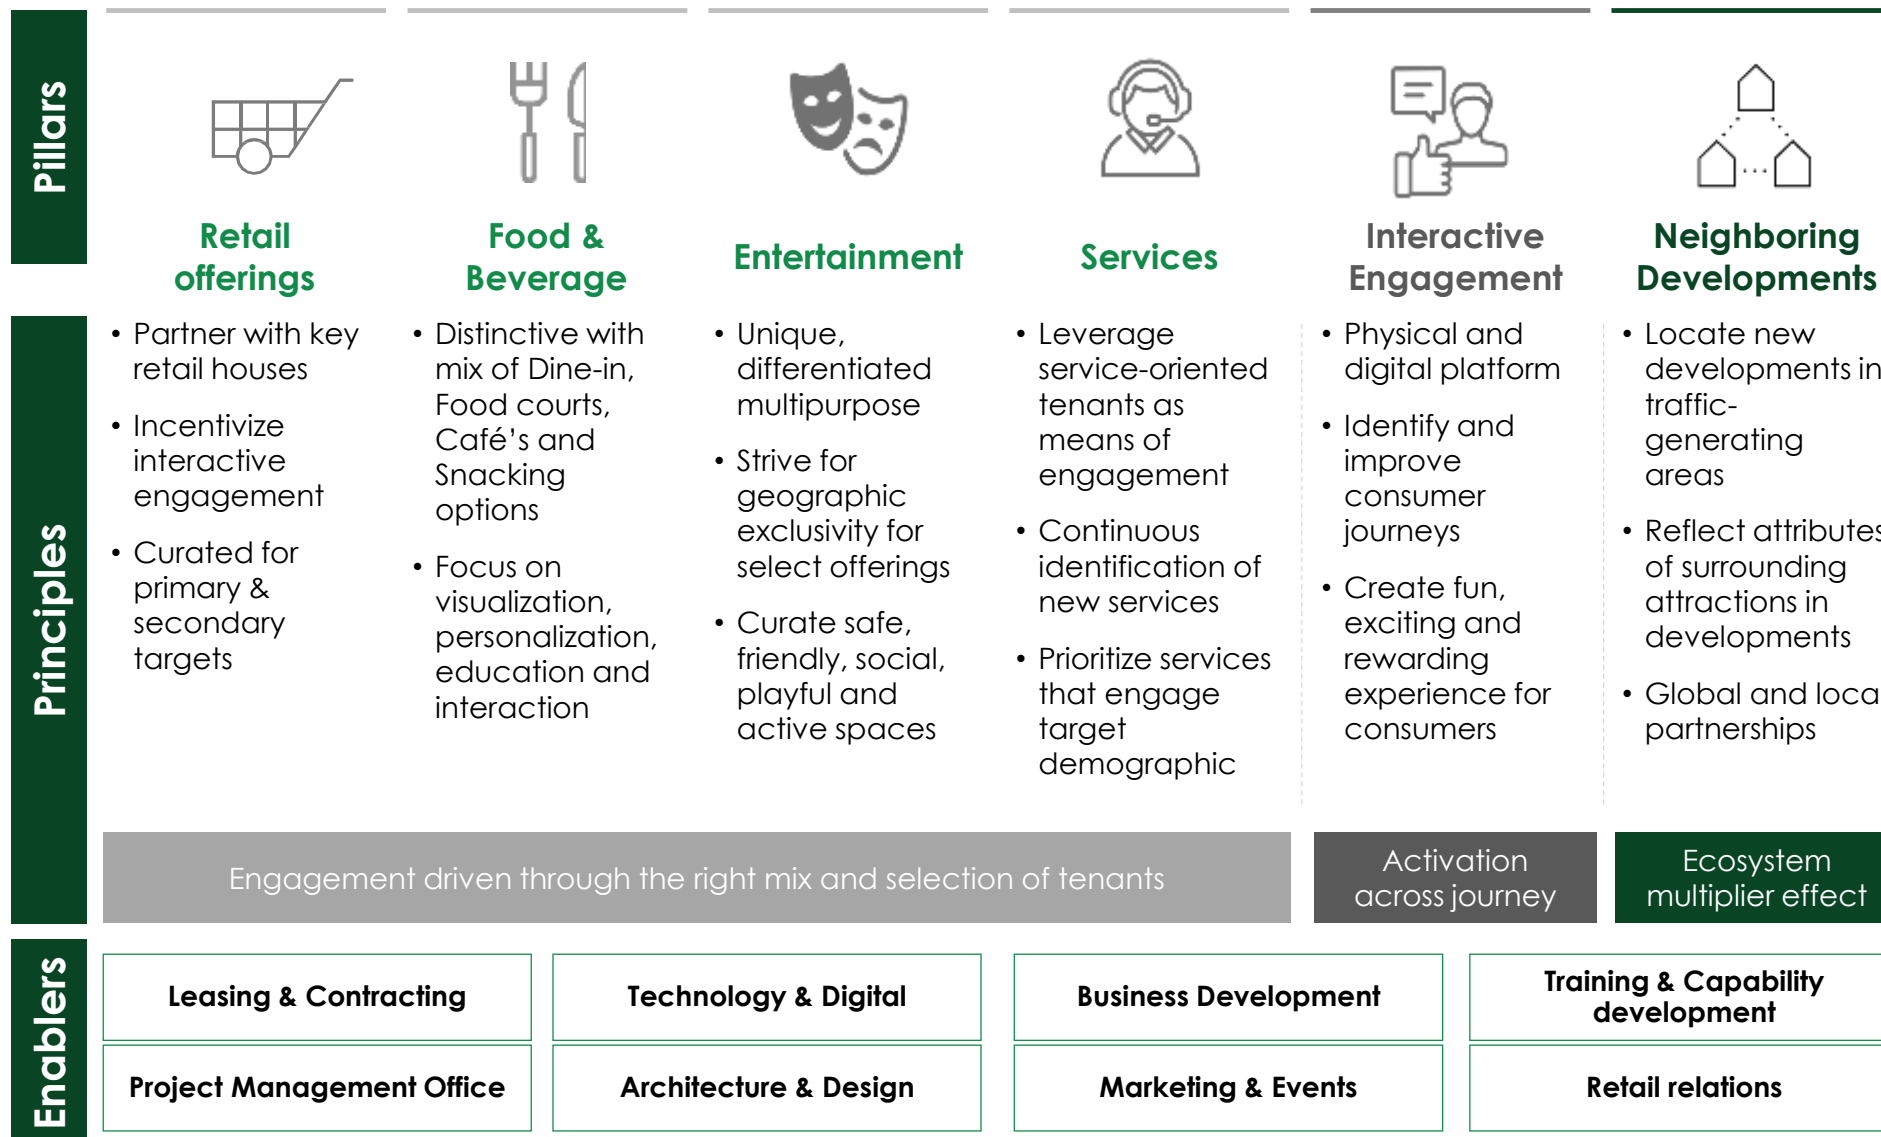 Pillars
Retail
offerings
Food &
Beverage
Entertainment
Services
Interactive
Engagement
Neighboring
Developments
Principles
• Partner with key
retail houses
• Incentivize
interactive
engagement
• Curated for
primary &
secondary
targets
• Distinctive with
mix of Dine-in,
Food courts,
Café’s and
Snacking
options
• Focus on
visualization,
personalization,
education and
interaction
• Unique,
differentiated
multipurpose
• Strive for
geographic
exclusivity for
select offerings
• Curate safe,
friendly, social,
playful and
active spaces
• Leverage
service-oriented
tenants as
means of
engagement
• Continuous
identification of
new services
• Prioritize services
that engage
target
demographic
• Physical and
digital platform
• Identify and
improve
consumer
journeys
• Create fun,
exciting and
rewarding
experience for
consumers
• Locate new
developments in
traffic-
generating
areas
• Reflect attributes
of surrounding
attractions in
developments
• Global and loca
partnerships
Engagement driven through the right mix and selection of tenants
Activation
across journey
Ecosystem
multiplier effect
Enablers
Leasing & Contracting
Technology & Digital
Business Development
Training & Capability
development
Project Management Office
Architecture & Design
Marketing & Events
Retail relations